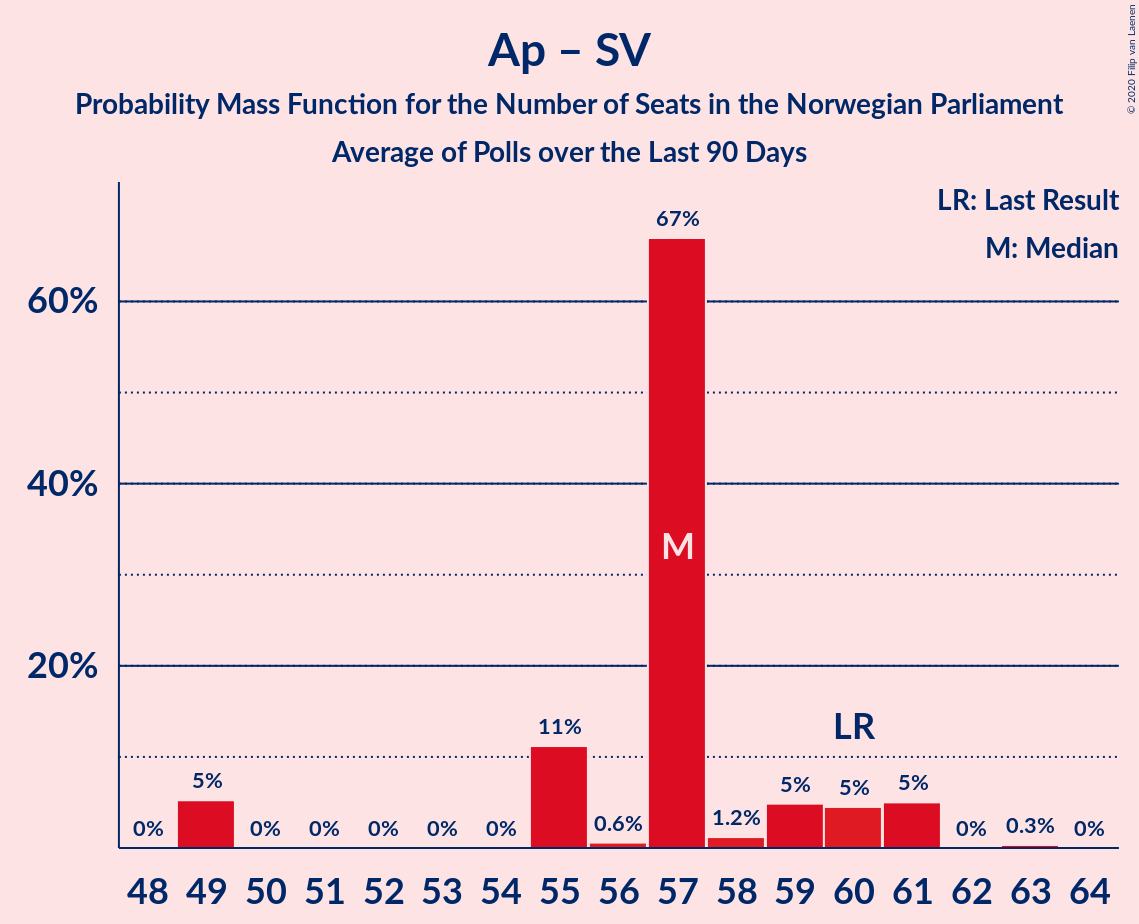 Ap – SV
Probability Mass Function for the Number of Seats in the Norwegian Parliament
Average of Polls over the Last 90 Days
© 2020 Filip van Laenen
LR: Last Result
M: Median
67%
60%
40%
M
20%
11%
LR
5%
5%
5%
5%
0%
0%
0%
0%
0%
0%
0.6%
1.2%
0%
0.3%
0%
48 49 50 51 52 53 54 55 56 57 58 59 60 61 62 63 64